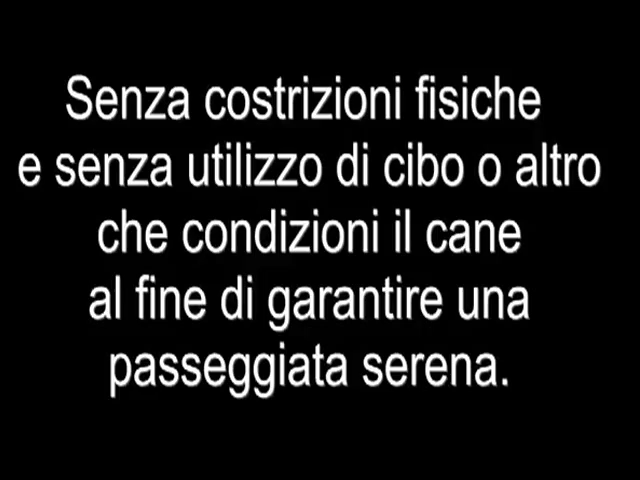 Senza costrizioni fisiche
e senza utilizzo di cibo o altro
che condizioni il cane
al fine di garantire una
passeggiata serena.